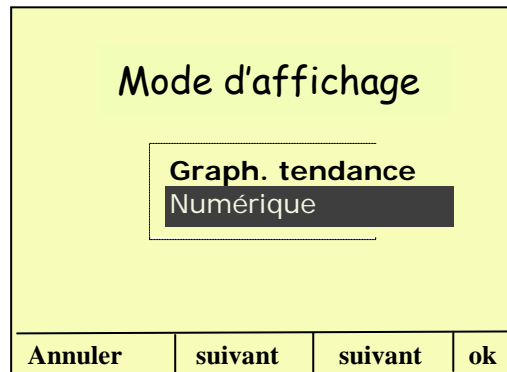 Mode d'affichage
Graph. tendance
Numérique
Annuler suivant suivant ok